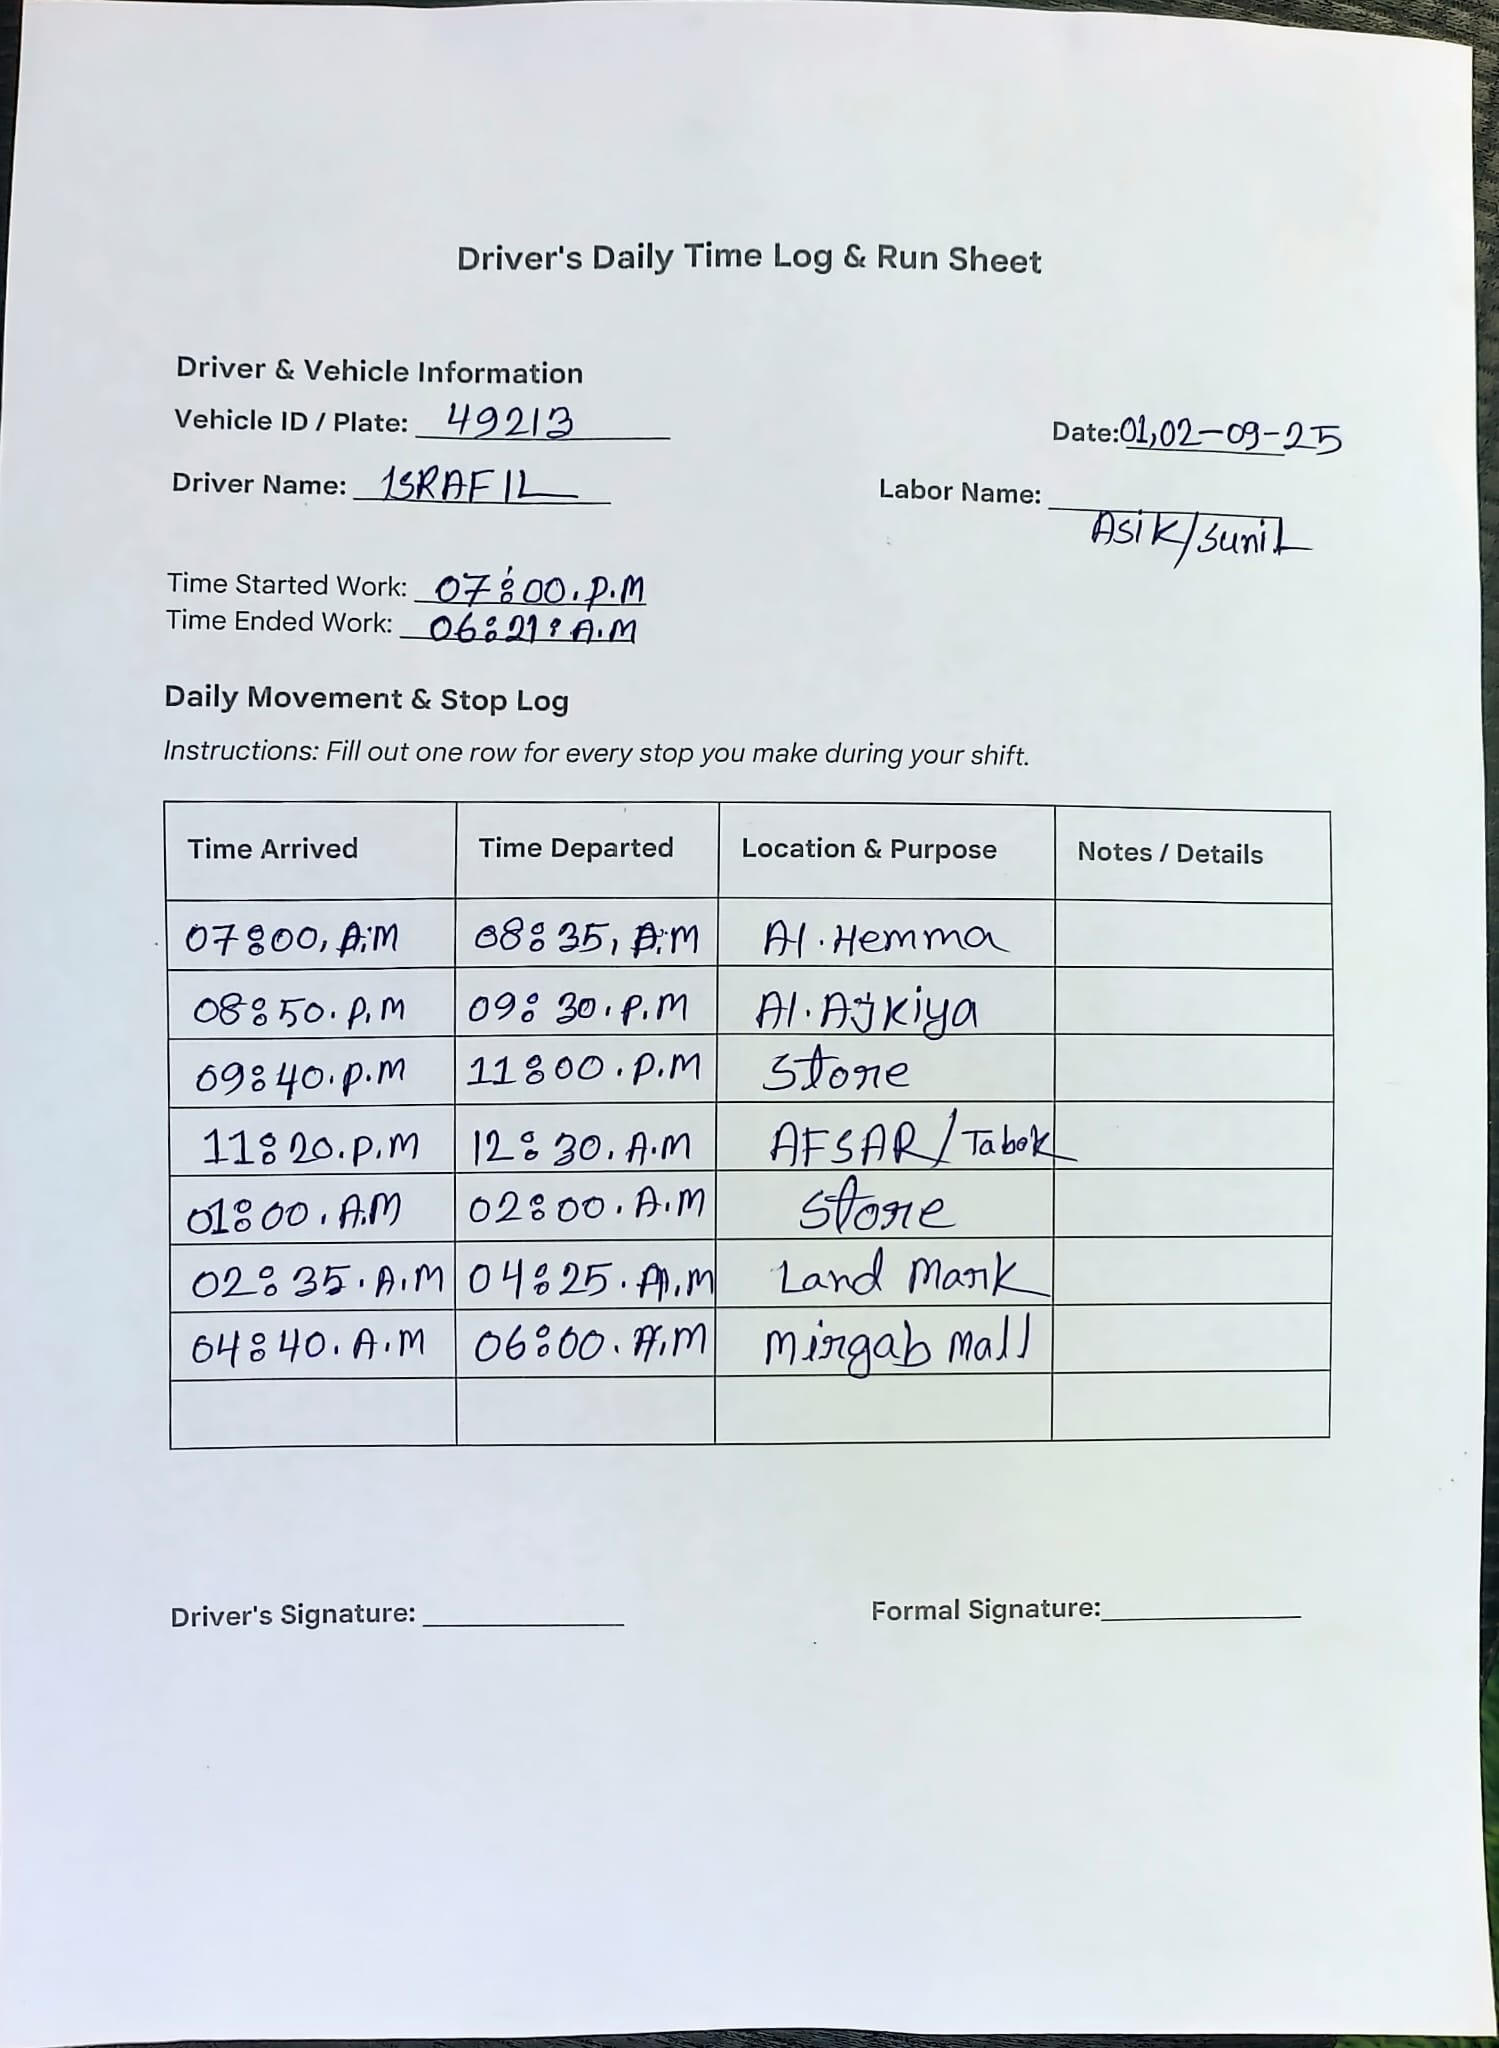 Driver's Daily Time Log & Run Sheet
Driver & Vehicle Information
Vehicle ID / Plate: 49213
Date: 01,02-09-25
Driver Name: ISRAFIL
Labor Name: Asik/Sunil
Time Started Work: 07:00.P.M
Time Ended Work: 06:21: A.M
Daily Movement & Stop Log
Instructions: Fill out one row for every stop you make during your shift.
Time Arrived Time Departed Location & Purpose Notes / Details
07:00, A.M 08:35, A.M Al.Hemma
08:50.P.M 09:30.P.M Al.Ajkiya
09:40.p.m 11:00.P.M Store
11:20.P.M 12:30.A.M AFSAR/Tabok
01:00.A.M 02:00.A.M Store
02:35.A.M 04:25.A.M Land Mark
04:40.A.M 06:00.A.M Mirgab Mall
Driver's Signature:
Formal Signature: